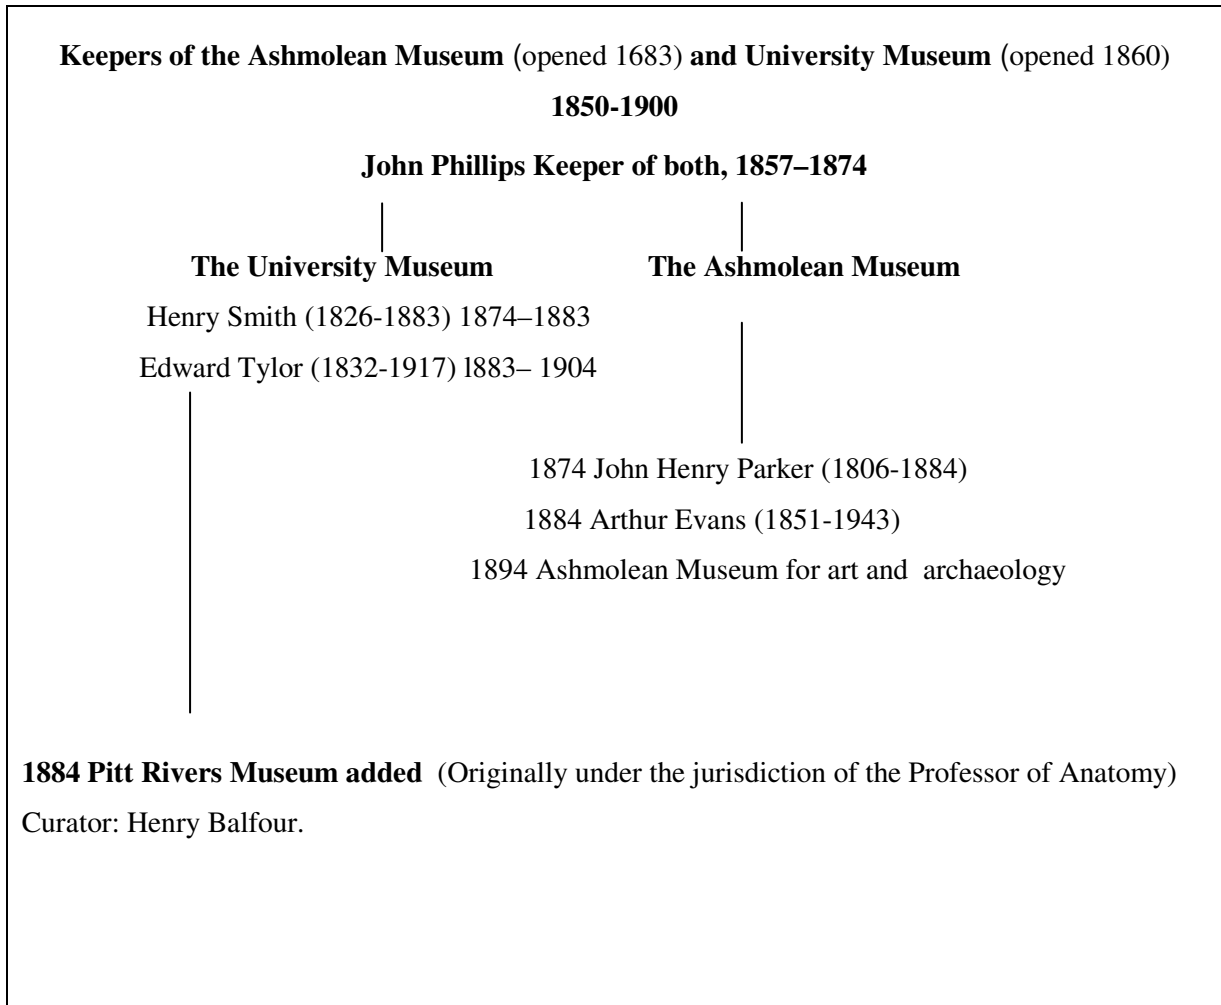 Keepers of the Ashmolean Museum (opened 1683) and University Museum (opened 1860)
1850-1900
John Phillips Keeper of both, 1857–1874
The University Museum
Henry Smith (1826-1883) 1874–1883
Edward Tylor (1832-1917) l883– 1904
The Ashmolean Museum
1874 John Henry Parker (1806-1884)
1884 Arthur Evans (1851-1943)
1894 Ashmolean Museum for art and  archaeology
1884 Pitt Rivers Museum added  (Originally under the jurisdiction of the Professor of Anatomy)
Curator: Henry Balfour.